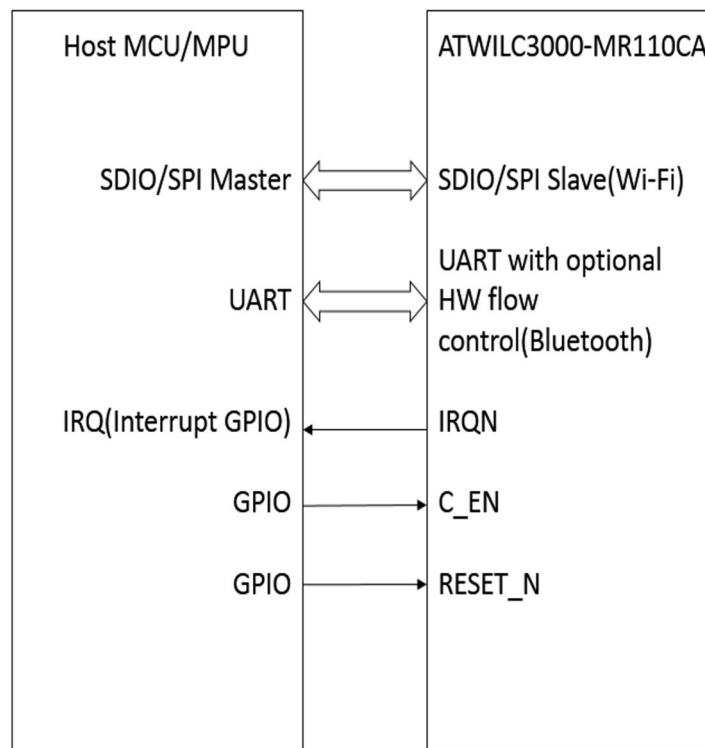 Host MCU/MPU
ATWILC3000-MR110CA
SDIO/SPI Master
SDIO/SPI Slave(Wi-Fi)
UART
UART with optional
HW flow
control(Bluetooth)
IRQ(Interrupt GPIO)
IRQN
GPIO
C_EN
GPIO
RESET_N